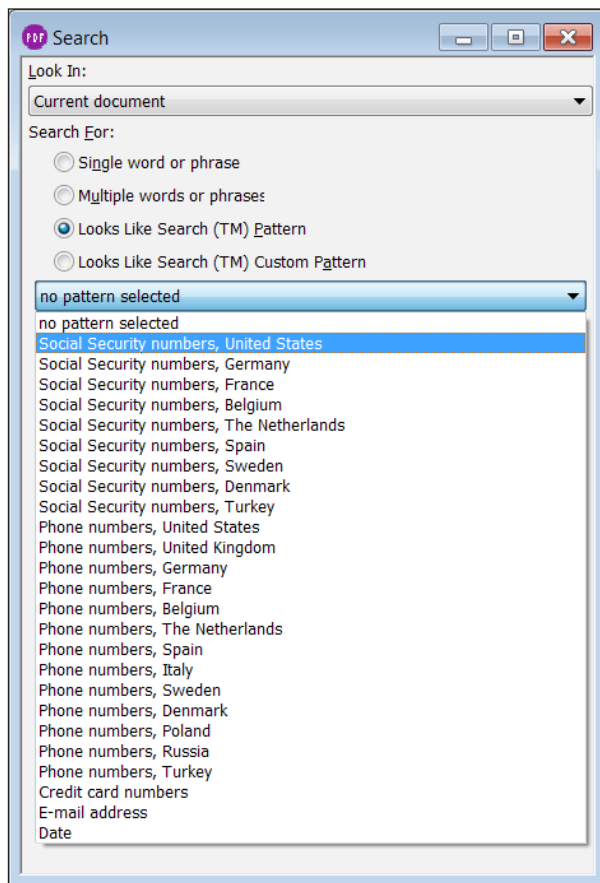 PDF Search
Look In:
Current document
Search For:
Single word or phrase
Multiple words or phrases
Looks Like Search (TM) Pattern
Looks Like Search (TM) Custom Pattern
no pattern selected
no pattern selected
Social Security numbers, United States
Social Security numbers, Germany
Social Security numbers, France
Social Security numbers, Belgium
Social Security numbers, The Netherlands
Social Security numbers, Spain
Social Security numbers, Sweden
Social Security numbers, Denmark
Social Security numbers, Turkey
Phone numbers, United States
Phone numbers, United Kingdom
Phone numbers, Germany
Phone numbers, France
Phone numbers, Belgium
Phone numbers, The Netherlands
Phone numbers, Spain
Phone numbers, Italy
Phone numbers, Sweden
Phone numbers, Denmark
Phone numbers, Poland
Phone numbers, Russia
Phone numbers, Turkey
Credit card numbers
E-mail address
Date